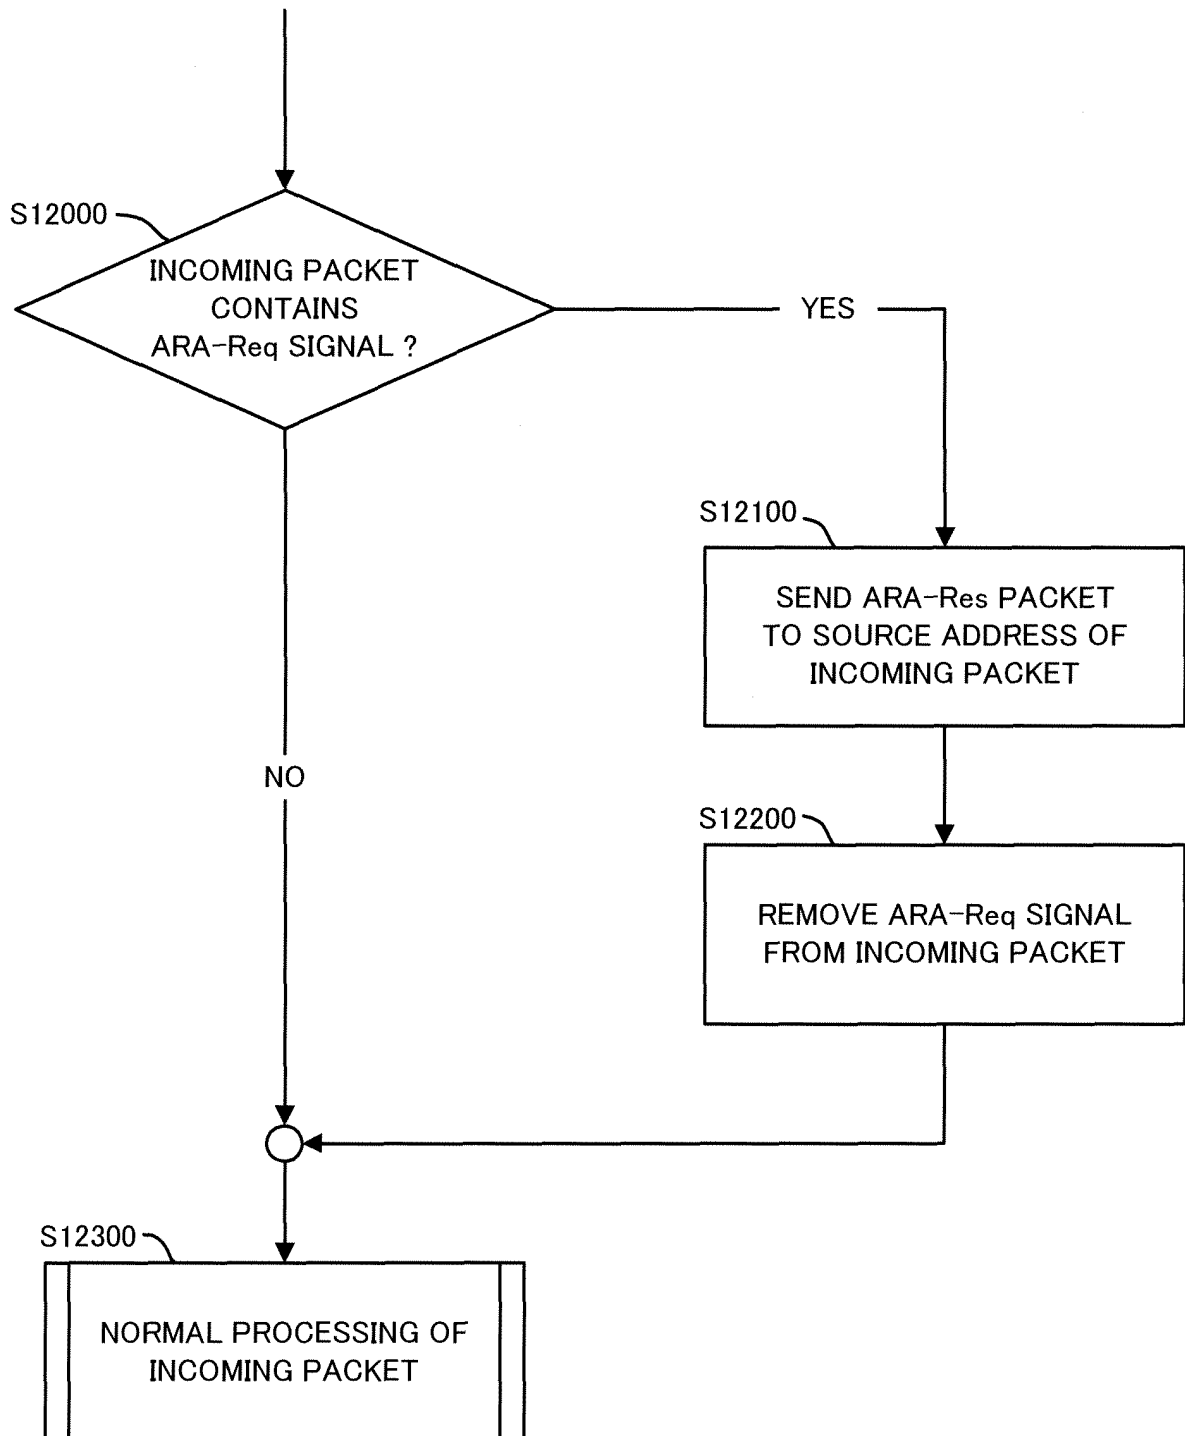 S12000
INCOMING PACKET
CONTAINS
ARA-Req SIGNAL ?
YES
S12100
SEND ARA-Res PACKET
TO SOURCE ADDRESS OF
INCOMING PACKET
NO
S12200
REMOVE ARA-Req SIGNAL
FROM INCOMING PACKET
S12300
NORMAL PROCESSING OF
INCOMING PACKET